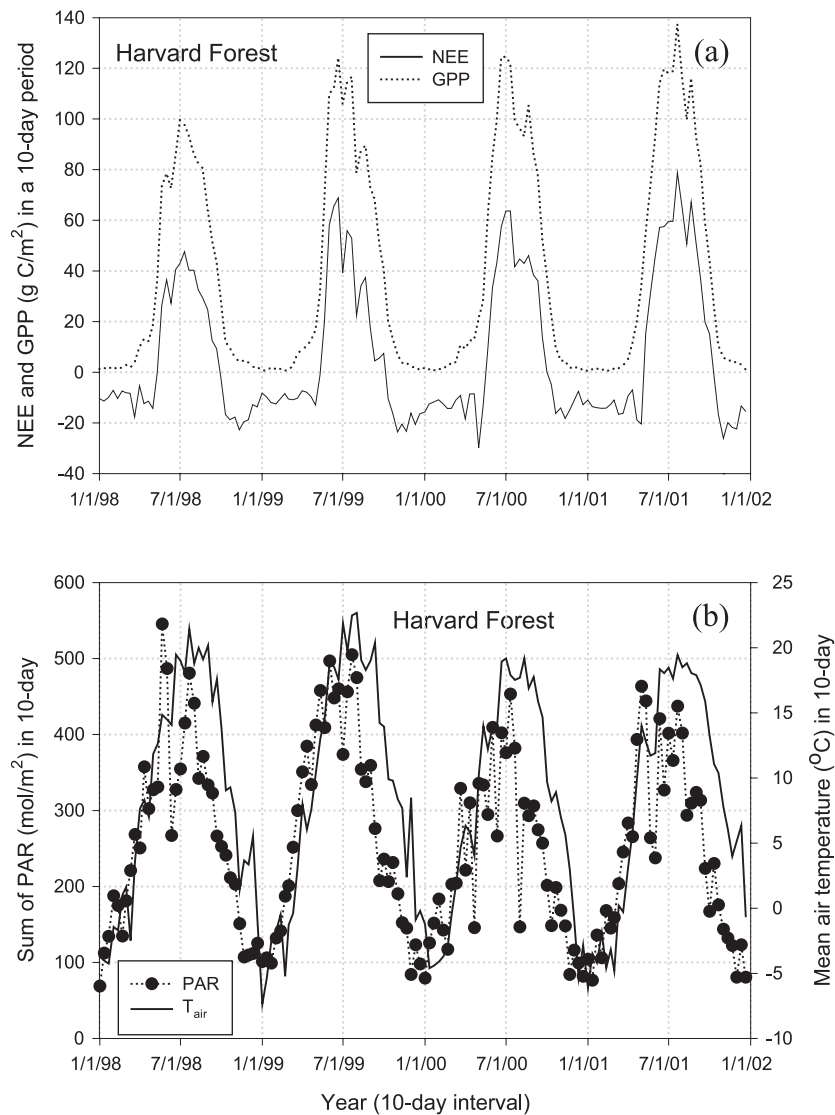 Harvard Forest
(a)
NEE
GPP
NEE and GPP (g C/m²) in a 10-day period
140
120
100
80
60
40
20
0
-20
-40
1/1/98 7/1/98 1/1/99 7/1/99 1/1/00 7/1/00 1/1/01 7/1/01 1/1/02
Harvard Forest
(b)
Sum of PAR (mol/m²) in 10-day
600
500
400
300
200
100
0
Mean air temperature (°C) in 10-day
25
20
15
10
5
0
-5
-10
PAR
Tair
1/1/98 7/1/98 1/1/99 7/1/99 1/1/00 7/1/00 1/1/01 7/1/01 1/1/02
Year (10-day interval)